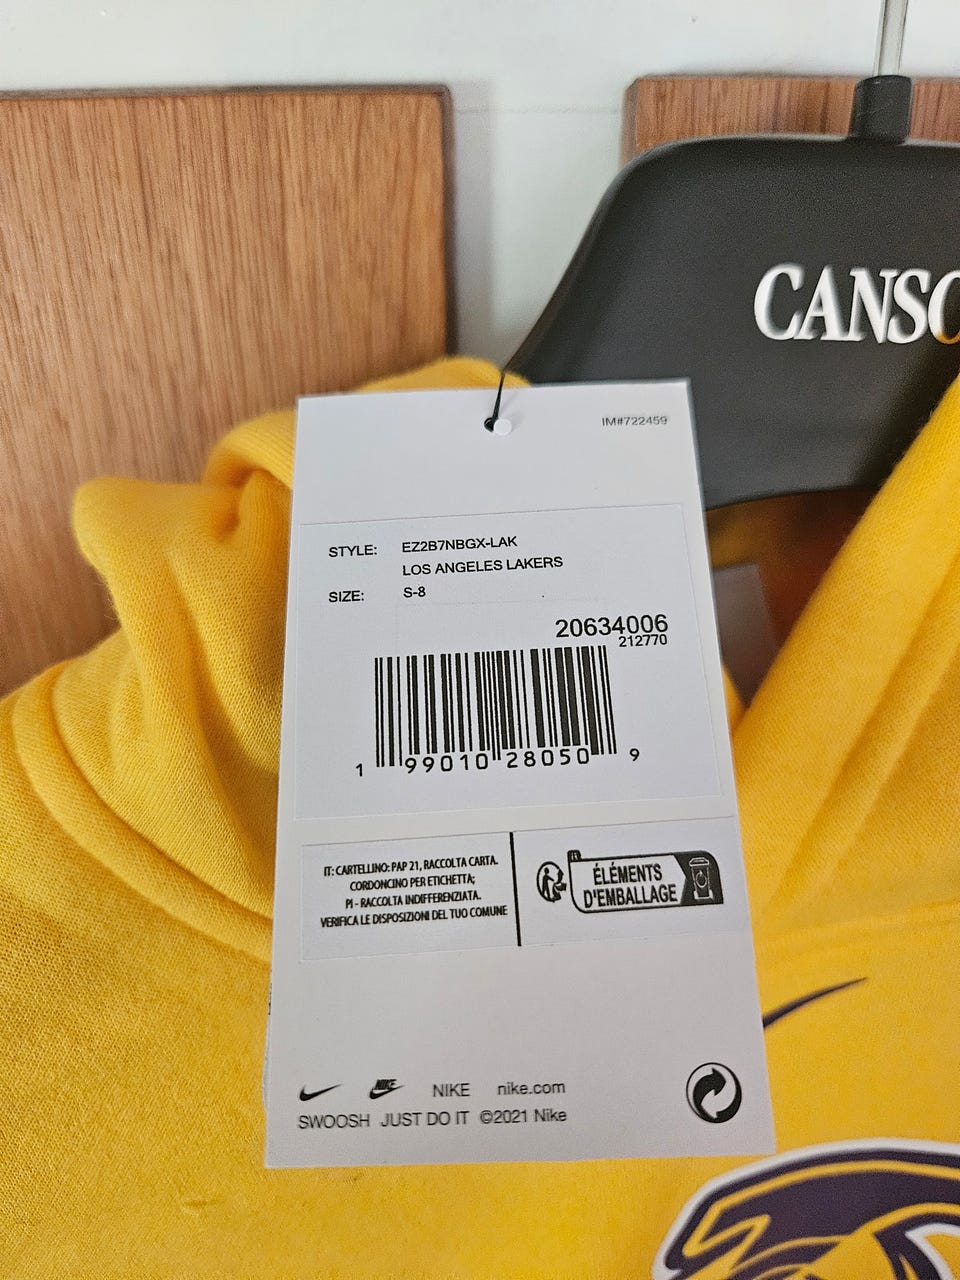 CANSO
IM#722459
STYLE: EZ2B7NBGX-LAK
LOS ANGELES LAKERS
SIZE: S-8
20634006
212770
1 99010 28050 9
IT: CARTELLINO: PAP 21, RACCOLTA CARTA.
CORDONCINO PER ETICHETTA;
PI - RACCOLTA INDIFFERENZIATA.
VERIFICA LE DISPOSIZIONI DEL TUO COMUNE
ÉLÉMENTS
D'EMBALLAGE
NIKE NIKE nike.com
SWOOSH JUST DO IT ©2021 Nike